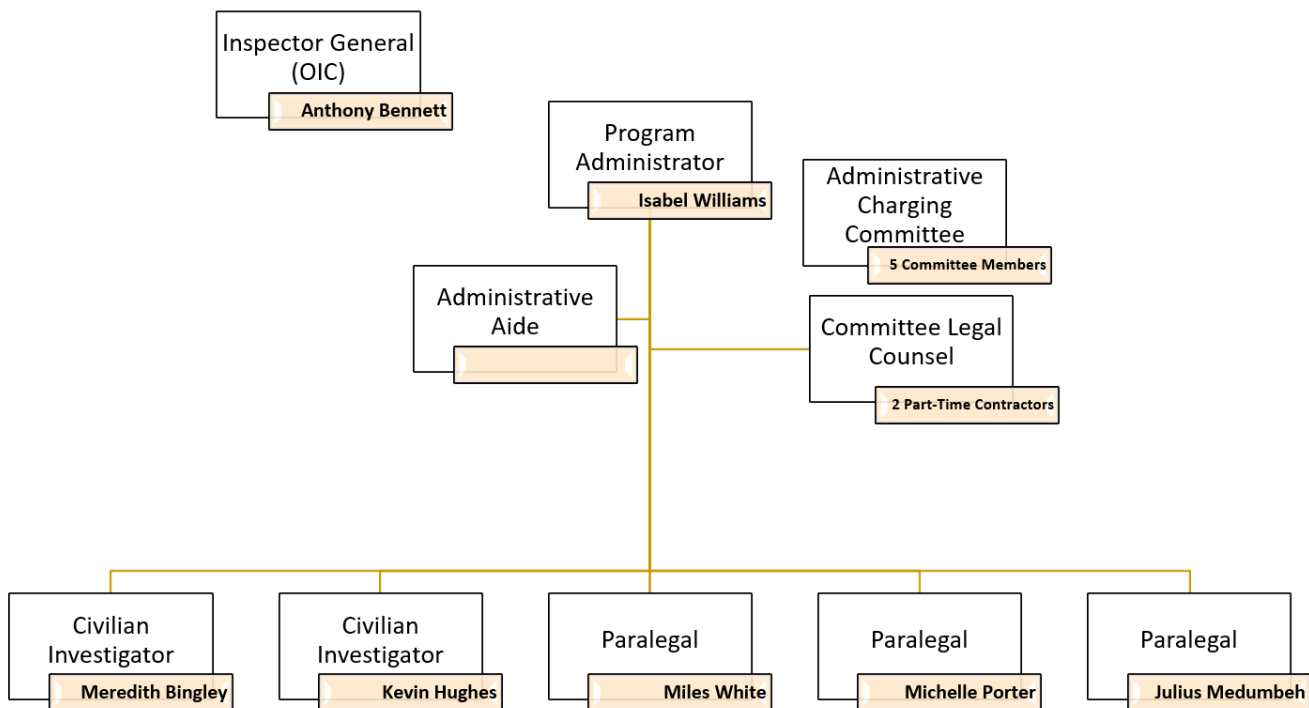 Inspector General
(OIC)
Anthony Bennett
Program
Administrator
Isabel Williams
Administrative
Charging
Committee
5 Committee Members
Administrative
Aide
Committee Legal
Counsel
2 Part-Time Contractors
Civilian
Investigator
Meredith Bingley
Civilian
Investigator
Kevin Hughes
Paralegal
Miles White
Paralegal
Michelle Porter
Paralegal
Julius Medumbeh